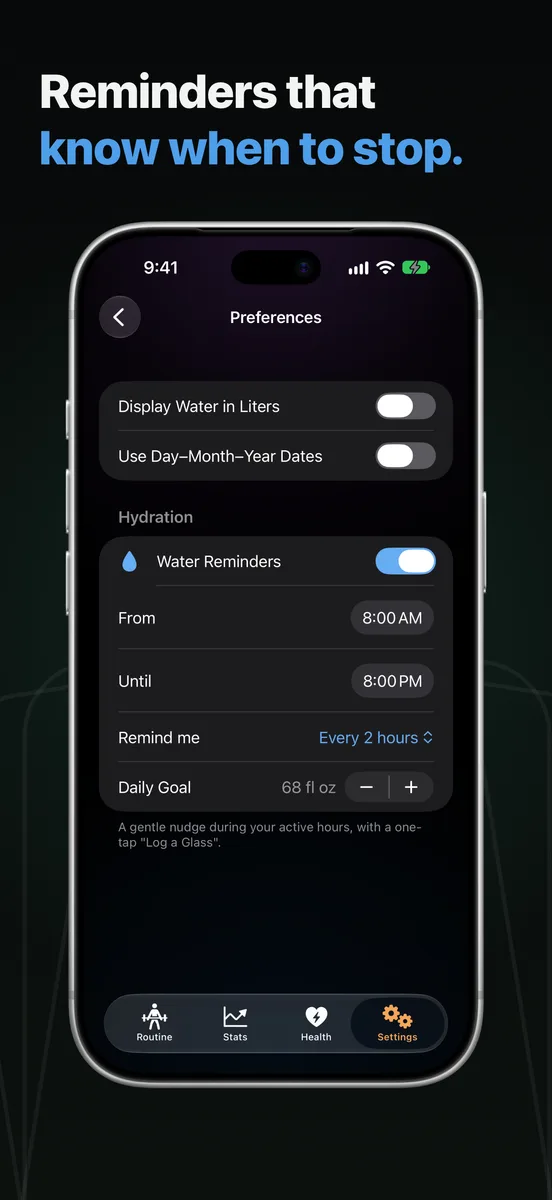 Reminders that
know when to stop.
9:41
Preferences
Display Water in Liters
Use Day–Month–Year Dates
Hydration
Water Reminders
From
8:00 AM
Until
8:00 PM
Remind me
Every 2 hours
Daily Goal
68 fl oz
A gentle nudge during your active hours, with a one-
tap "Log a Glass".
Routine
Stats
Health
Settings